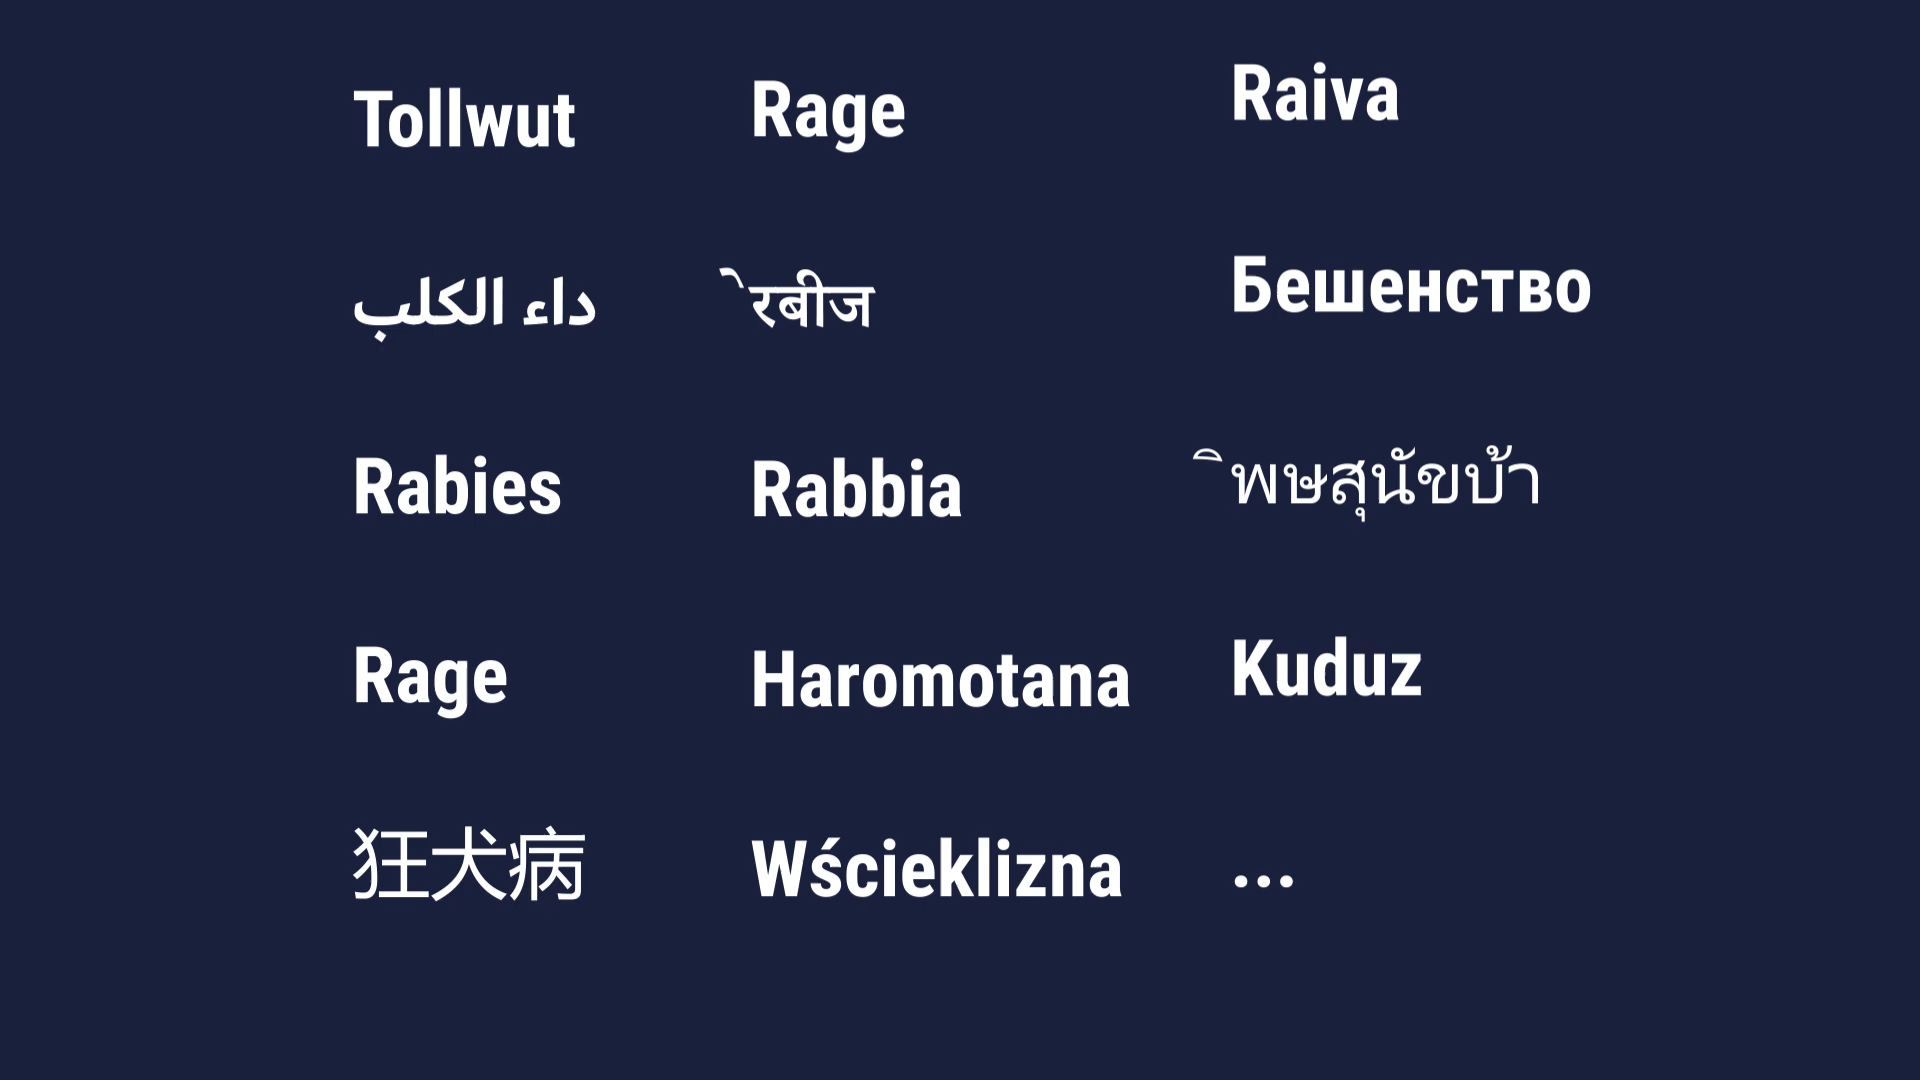 Tollwut
Rage
Raiva
داء الكلب
ेरबीज
Бешенство
Rabies
Rabbia
ิพษสุนัขบ้า
Rage
Haromotana
Kuduz
狂犬病
Wścieklizna
...